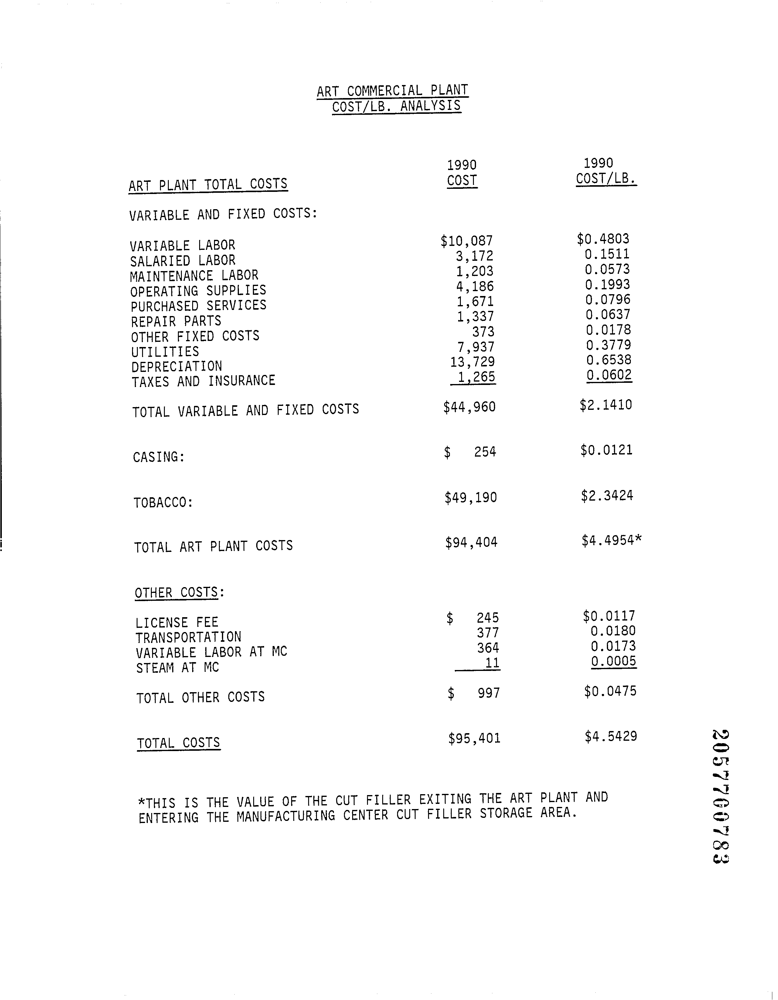 ART COMMERCIAL PLANT
COST/LB. ANALYSIS
1990 1990
ART PLANT TOTAL COSTS COST COST/LB.
VARIABLE AND FIXED COSTS:
VARIABLE LABOR $10,087 $0.4803
SALARIED LABOR 3,172 0.1511
MAINTENANCE LABOR 1,203 0.0573
OPERATING SUPPLIES 4,186 0.1993
PURCHASED SERVICES 1,671 0.0796
REPAIR PARTS 1,337 0.0637
OTHER FIXED COSTS 373 0.0178
UTILITIES 7,937 0.3779
DEPRECIATION 13,729 0.6538
TAXES AND INSURANCE 1,265 0.0602
TOTAL VARIABLE AND FIXED COSTS $44,960 $2.1410
CASING: $ 254 $0.0121
TOBACCO: $49,190 $2.3424
TOTAL ART PLANT COSTS $94,404 $4.4954*
OTHER COSTS:
LICENSE FEE $ 245 $0.0117
TRANSPORTATION 377 0.0180
VARIABLE LABOR AT MC 364 0.0173
STEAM AT MC 11 0.0005
TOTAL OTHER COSTS $ 997 $0.0475
TOTAL COSTS $95,401 $4.5429
*THIS IS THE VALUE OF THE CUT FILLER EXITING THE ART PLANT AND
ENTERING THE MANUFACTURING CENTER CUT FILLER STORAGE AREA.
2057700783